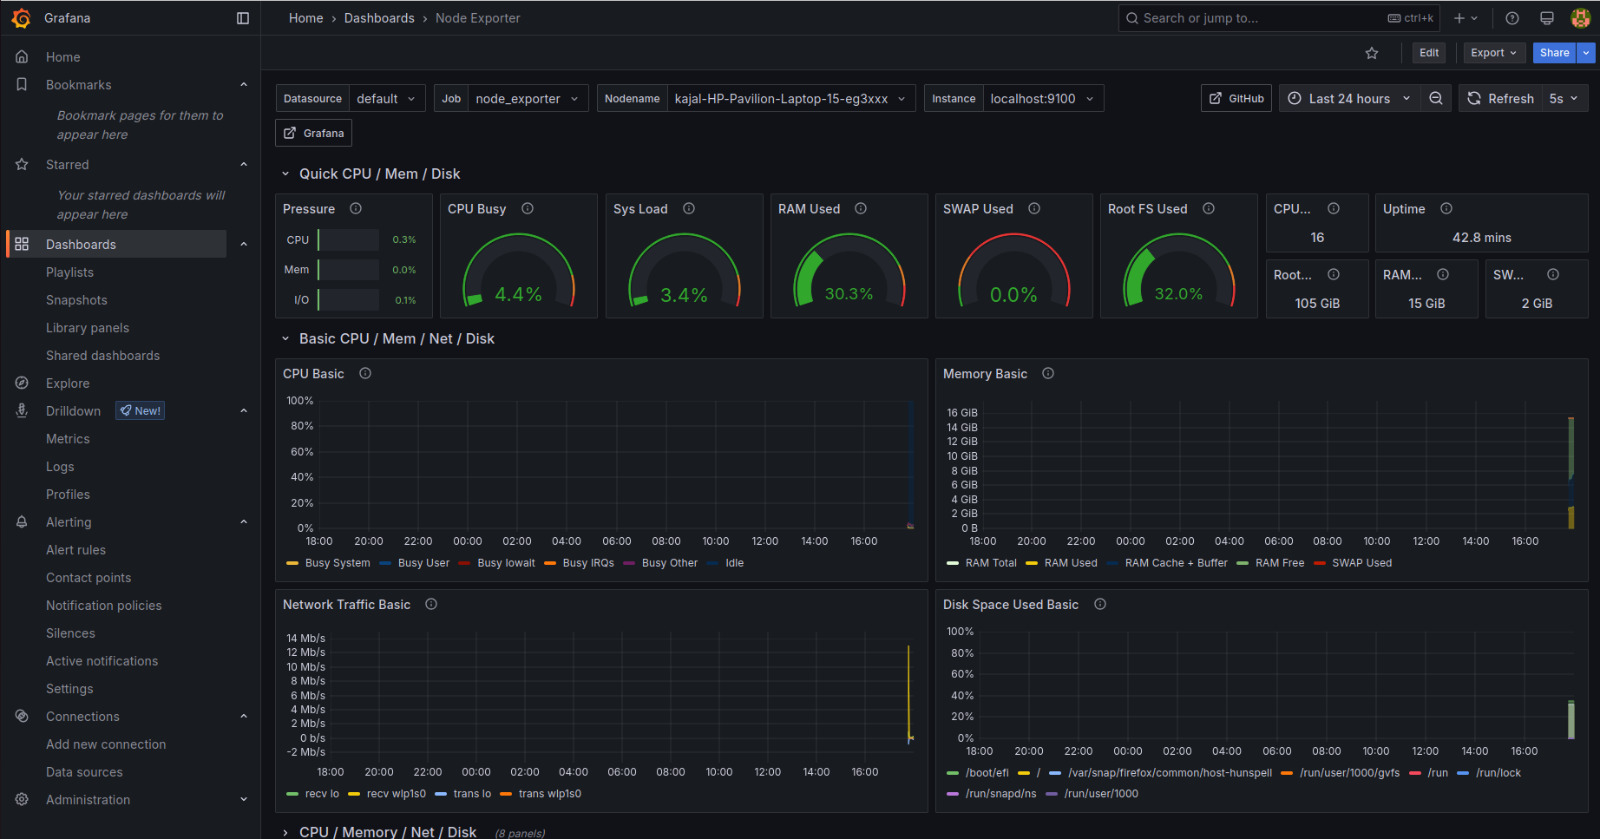 Grafana
Home › Dashboards › Node Exporter
Search or jump to...
ctrl+k
Edit
Export
Share
Home
Bookmarks
Bookmark pages for them to
appear here
Starred
Your starred dashboards will
appear here
Dashboards
Playlists
Snapshots
Library panels
Shared dashboards
Explore
Drilldown New!
Metrics
Logs
Profiles
Alerting
Alert rules
Contact points
Notification policies
Silences
Active notifications
Settings
Connections
Add new connection
Data sources
Administration
Datasource default Job node_exporter Nodename kajal-HP-Pavilion-Laptop-15-eg3xxx Instance localhost:9100
GitHub Last 24 hours Refresh 5s
Grafana
Quick CPU / Mem / Disk
Pressure
CPU 0.3%
Mem 0.0%
I/O 0.1%
CPU Busy
4.4%
Sys Load
3.4%
RAM Used
30.3%
SWAP Used
0.0%
Root FS Used
32.0%
CPU...
16
Uptime
42.8 mins
Root...
105 GiB
RAM...
15 GiB
SW...
2 GiB
Basic CPU / Mem / Net / Disk
CPU Basic
100%
80%
60%
40%
20%
0%
18:00 20:00 22:00 00:00 02:00 04:00 06:00 08:00 10:00 12:00 14:00 16:00
Busy System Busy User Busy Iowait Busy IRQs Busy Other Idle
Memory Basic
16 GiB
14 GiB
12 GiB
10 GiB
8 GiB
6 GiB
4 GiB
2 GiB
0 B
18:00 20:00 22:00 00:00 02:00 04:00 06:00 08:00 10:00 12:00 14:00 16:00
RAM Total RAM Used RAM Cache + Buffer RAM Free SWAP Used
Network Traffic Basic
14 Mb/s
12 Mb/s
10 Mb/s
8 Mb/s
6 Mb/s
4 Mb/s
2 Mb/s
0 b/s
-2 Mb/s
18:00 20:00 22:00 00:00 02:00 04:00 06:00 08:00 10:00 12:00 14:00 16:00
recv lo recv wlp1s0 trans lo trans wlp1s0
Disk Space Used Basic
100%
80%
60%
40%
20%
0%
18:00 20:00 22:00 00:00 02:00 04:00 06:00 08:00 10:00 12:00 14:00 16:00
/boot/efi / /var/snap/firefox/common/host-hunspell /run/user/1000/gvfs /run /run/lock
/run/snapd/ns /run/user/1000
CPU / Memory / Net / Disk (8 panels)